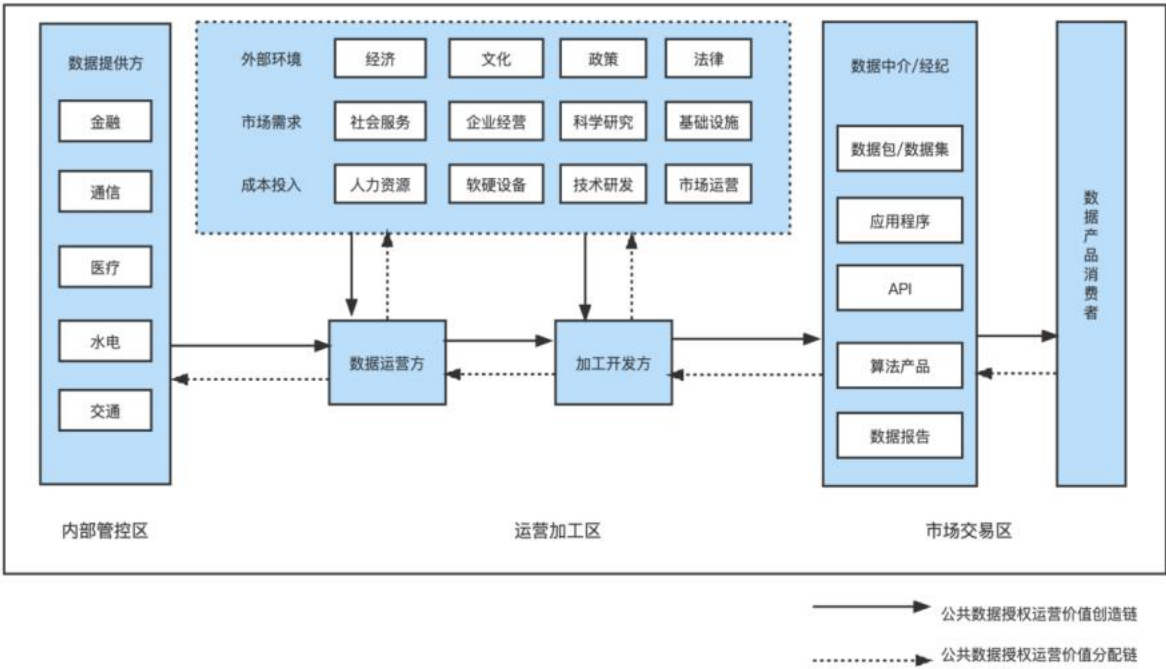 数据提供方
金融
通信
医疗
水电
交通
外部环境 经济 文化 政策 法律
市场需求 社会服务 企业经营 科学研究 基础设施
成本投入 人力资源 软硬设备 技术研发 市场运营
数据运营方
加工开发方
数据中介/经纪
数据包/数据集
应用程序
API
算法产品
数据报告
数据产品消费者
内部管控区
运营加工区
市场交易区
公共数据授权运营价值创造链
公共数据授权运营价值分配链